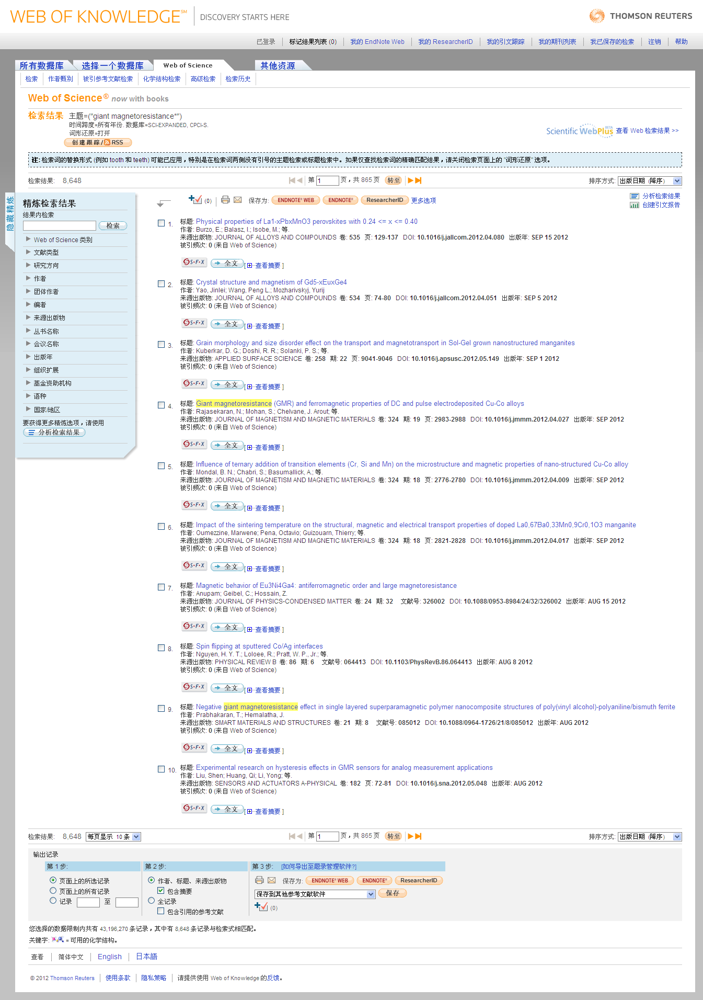 WEB OF KNOWLEDGE SM DISCOVERY STARTS HERE THOMSON REUTERS
已登录 标记结果列表 (0) 我的 EndNote Web 我的 ResearcherID 我的引文跟踪 我的期刊列表 我已保存的检索 注销 帮助
所有数据库 选择一个数据库 Web of Science 其他资源
检索 作者甄别 被引参考文献检索 化学结构检索 高级检索 检索历史
Web of Science® now with books
检索结果 主题=("giant magnetoresistance*")
时间跨度=所有年份. 数据库=SCI-EXPANDED, CPCI-S.
词形还原=打开
创建跟踪/ RSS
Scientific WebPlus BETA 查看 Web 检索结果 >>
注: 检索词的替换形式 (例如 tooth 和 teeth) 可能已应用，特别是在检索词两侧没有引号的主题检索或标题检索中。如果仅查找检索词的精确匹配结果，请关闭检索页面上的 "词形还原" 选项。
检索结果: 8,648 第 1 页，共 865 页 转至 排序方式: 出版日期 (降序)
隐藏精炼
精炼检索结果
结果内检索
检索
Web of Science 类别
文献类型
研究方向
作者
团体作者
编者
来源出版物
丛书名称
会议名称
出版年
组织扩展
基金资助机构
语种
国家/地区
要获得更多精炼选项，请使用
分析检索结果
(0) 保存为: ENDNOTE WEB ENDNOTE ResearcherID 更多选项
分析检索结果
创建引文报告
1. 标题: Physical properties of La1-xPbxMnO3 perovskites with 0.24 <= x <= 0.40
作者: Burzo, E.; Balasz, I.; Isobe, M.; 等.
来源出版物: JOURNAL OF ALLOYS AND COMPOUNDS 卷: 535 页: 129-137 DOI: 10.1016/j.jallcom.2012.04.080 出版年: SEP 15 2012
被引频次: 0 (来自 Web of Science)
S·F·X 全文 [ 查看摘要 ]
2. 标题: Crystal structure and magnetism of Gd5-xEuxGe4
作者: Yao, Jinlei; Wang, Peng L.; Mozharivskyj, Yurij
来源出版物: JOURNAL OF ALLOYS AND COMPOUNDS 卷: 534 页: 74-80 DOI: 10.1016/j.jallcom.2012.04.051 出版年: SEP 5 2012
被引频次: 0 (来自 Web of Science)
S·F·X 全文 [ 查看摘要 ]
3. 标题: Grain morphology and size disorder effect on the transport and magnetotransport in Sol-Gel grown nanostructured manganites
作者: Kuberkar, D. G.; Doshi, R. R.; Solanki, P. S.; 等.
来源出版物: APPLIED SURFACE SCIENCE 卷: 258 期: 22 页: 9041-9046 DOI: 10.1016/j.apsusc.2012.05.149 出版年: SEP 1 2012
被引频次: 0 (来自 Web of Science)
S·F·X 全文 [ 查看摘要 ]
4. 标题: Giant magnetoresistance (GMR) and ferromagnetic properties of DC and pulse electrodeposited Cu-Co alloys
作者: Rajasekaran, N.; Mohan, S.; Chelvane, J. Arout; 等.
来源出版物: JOURNAL OF MAGNETISM AND MAGNETIC MATERIALS 卷: 324 期: 19 页: 2983-2988 DOI: 10.1016/j.jmmm.2012.04.027 出版年: SEP 2012
被引频次: 0 (来自 Web of Science)
S·F·X 全文 [ 查看摘要 ]
5. 标题: Influence of ternary addition of transition elements (Cr, Si and Mn) on the microstructure and magnetic properties of nano-structured Cu-Co alloy
作者: Mondal, B. N.; Chabri, S.; Basumallick, A.; 等.
来源出版物: JOURNAL OF MAGNETISM AND MAGNETIC MATERIALS 卷: 324 期: 18 页: 2776-2780 DOI: 10.1016/j.jmmm.2012.04.009 出版年: SEP 2012
被引频次: 0 (来自 Web of Science)
S·F·X 全文 [ 查看摘要 ]
6. 标题: Impact of the sintering temperature on the structural, magnetic and electrical transport properties of doped La0,67Ba0,33Mn0,9Cr0,1O3 manganite
作者: Oumezzine, Marwene; Pena, Octavio; Guizouarn, Thierry; 等.
来源出版物: JOURNAL OF MAGNETISM AND MAGNETIC MATERIALS 卷: 324 期: 18 页: 2821-2828 DOI: 10.1016/j.jmmm.2012.04.017 出版年: SEP 2012
被引频次: 0 (来自 Web of Science)
S·F·X 全文 [ 查看摘要 ]
7. 标题: Magnetic behavior of Eu3Ni4Ga4: antiferromagnetic order and large magnetoresistance
作者: Anupam; Geibel, C.; Hossain, Z.
来源出版物: JOURNAL OF PHYSICS-CONDENSED MATTER 卷: 24 期: 32 文献号: 326002 DOI: 10.1088/0953-8984/24/32/326002 出版年: AUG 15 2012
被引频次: 0 (来自 Web of Science)
S·F·X 全文 [ 查看摘要 ]
8. 标题: Spin flipping at sputtered Co/Ag interfaces
作者: Nguyen, H. Y. T.; Loloee, R.; Pratt, W. P., Jr.; 等.
来源出版物: PHYSICAL REVIEW B 卷: 86 期: 6 文献号: 064413 DOI: 10.1103/PhysRevB.86.064413 出版年: AUG 8 2012
被引频次: 0 (来自 Web of Science)
S·F·X 全文 [ 查看摘要 ]
9. 标题: Negative giant magnetoresistance effect in single layered superparamagnetic polymer nanocomposite structures of poly(vinyl alcohol)-polyaniline/bismuth ferrite
作者: Prabhakaran, T.; Hemalatha, J.
来源出版物: SMART MATERIALS AND STRUCTURES 卷: 21 期: 8 文献号: 085012 DOI: 10.1088/0964-1726/21/8/085012 出版年: AUG 2012
被引频次: 0 (来自 Web of Science)
S·F·X 全文 [ 查看摘要 ]
10. 标题: Experimental research on hysteresis effects in GMR sensors for analog measurement applications
作者: Liu, Shen; Huang, Qi; Li, Yong; 等.
来源出版物: SENSORS AND ACTUATORS A-PHYSICAL 卷: 182 页: 72-81 DOI: 10.1016/j.sna.2012.05.048 出版年: AUG 2012
被引频次: 0 (来自 Web of Science)
S·F·X 全文 [ 查看摘要 ]
检索结果: 8,648 每页显示 10 条 第 1 页，共 865 页 转至 排序方式: 出版日期 (降序)
输出记录
第 1 步: 第 2 步: 第 3 步: [如何导出至题录管理软件?]
页面上的所选记录 作者、标题、来源出版物 保存为: ENDNOTE WEB ENDNOTE ResearcherID
页面上的所有记录 包含摘要 保存到其他参考文献软件 保存
记录 至 全记录 (0)
包含引用的参考文献
您选择的数据限制内共有 43,196,270 条记录，其中有 8,648 条记录与检索式相匹配。
关键字: = 可用的化学结构。
查看 简体中文 English 日本語
© 2012 Thomson Reuters 使用条款 隐私策略 请提供使用 Web of Knowledge 的反馈。